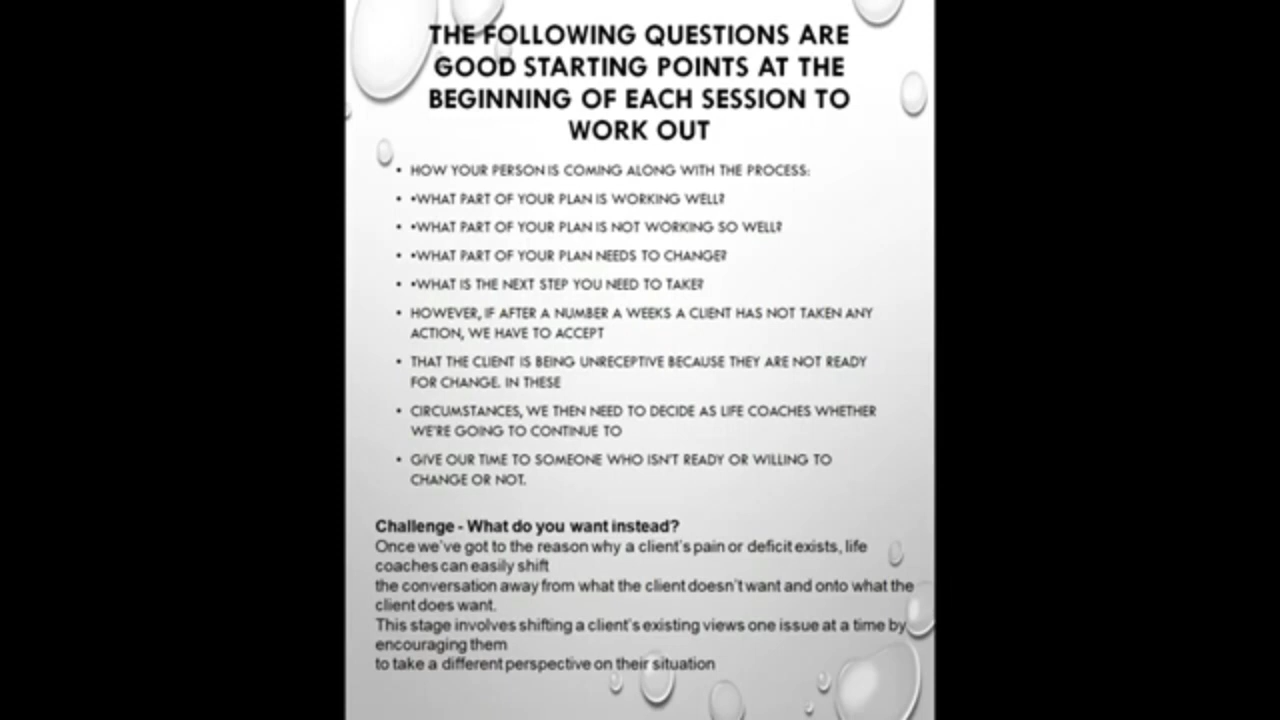 THE FOLLOWING QUESTIONS ARE
GOOD STARTING POINTS AT THE
BEGINNING OF EACH SESSION TO
WORK OUT
• HOW YOUR PERSON IS COMING ALONG WITH THE PROCESS:
• •WHAT PART OF YOUR PLAN IS WORKING WELL?
• •WHAT PART OF YOUR PLAN IS NOT WORKING SO WELL?
• •WHAT PART OF YOUR PLAN NEEDS TO CHANGE?
• •WHAT IS THE NEXT STEP YOU NEED TO TAKE?
• HOWEVER, IF AFTER A NUMBER A WEEKS A CLIENT HAS NOT TAKEN ANY
ACTION, WE HAVE TO ACCEPT
• THAT THE CLIENT IS BEING UNRECEPTIVE BECAUSE THEY ARE NOT READY
FOR CHANGE. IN THESE
• CIRCUMSTANCES, WE THEN NEED TO DECIDE AS LIFE COACHES WHETHER
WE'RE GOING TO CONTINUE TO
• GIVE OUR TIME TO SOMEONE WHO ISN'T READY OR WILLING TO
CHANGE OR NOT.
Challenge - What do you want instead?
Once we've got to the reason why a client's pain or deficit exists, life
coaches can easily shift
the conversation away from what the client doesn't want and onto what the
client does want.
This stage involves shifting a client's existing views one issue at a time by
encouraging them
to take a different perspective on their situation